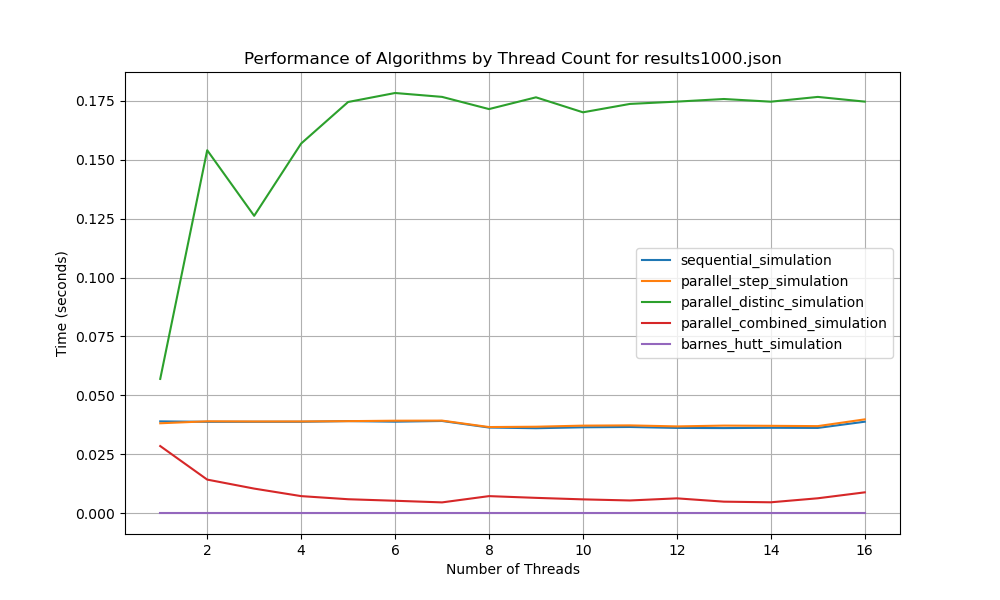 Performance of Algorithms by Thread Count for results1000.json
Time (seconds)
0.175
0.150
0.125
0.100
0.075
0.050
0.025
0.000
sequential_simulation
parallel_step_simulation
parallel_distinc_simulation
parallel_combined_simulation
barnes_hutt_simulation
2 4 6 8 10 12 14 16
Number of Threads